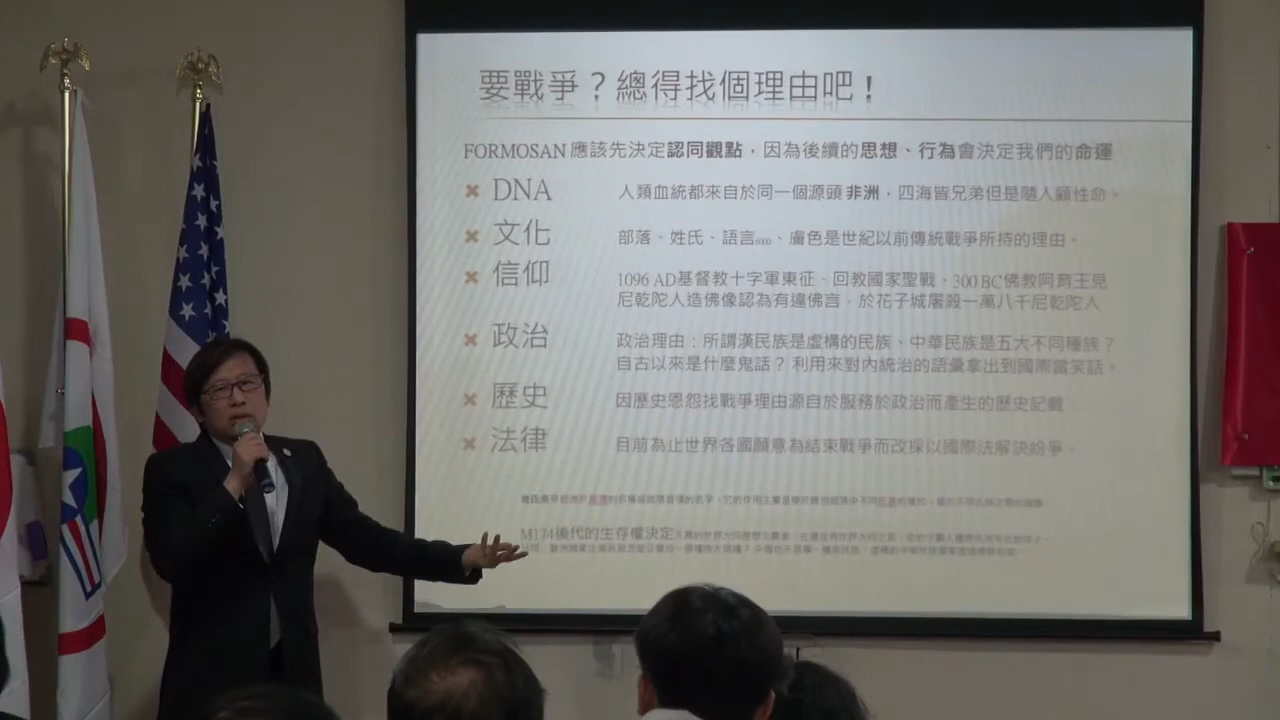 要戰爭？總得找個理由吧！
FORMOSAN 應該先決定認同觀點，因為後續的思想、行為會決定我們的命運
DNA 人類血統都來自於同一個源頭 非洲，四海皆兄弟但是隨人顧性命。
文化 部落、姓氏、語言6000、膚色是世紀以前傳統戰爭所持的理由。
信仰 1096 AD基督教十字軍東征、回教國家聖戰、300 BC佛教阿育王見
尼乾陀人造佛像認為有違佛言，於花子城屠殺一萬八千尼乾陀人
政治 政治理由：所謂漢民族是虛構的民族、中華民族是五大不同種族？
自古以來是什麼鬼話？ 利用來對內統治的語彙拿出到國際當笑話。
歷史 因歷史恩怨找戰爭理由源自於服務於政治而產生的歷史記載
法律 目前為止世界各國願意為結束戰爭而改採以國際法解決紛爭。
M174後代的生存權決定